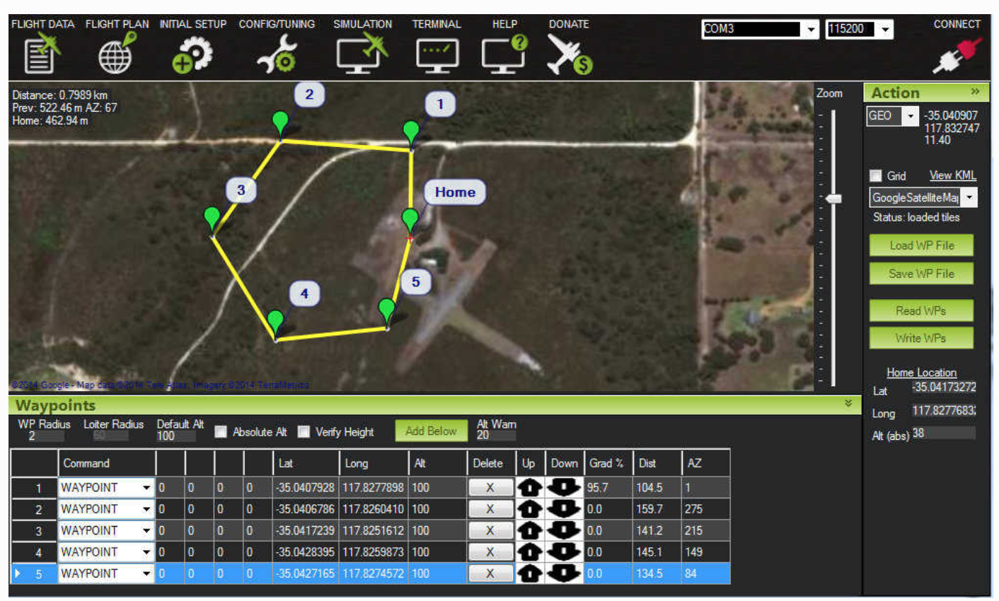 FLIGHT DATA FLIGHT PLAN INITIAL SETUP CONFIG/TUNING SIMULATION TERMINAL HELP DONATE COM3 115200 CONNECT
Distance: 0.7989 km
Prev: 522.46 m AZ: 67
Home: 462.94 m
2
1
3
Home
5
4
©2014 Google - Map data ©2014 Tele Atlas, Imagery ©2014 TerraMetrics
Zoom
Action »
GEO -35.040907
117.832747
11.40
Grid View KML
GoogleSatelliteMap
Status: loaded tiles
Load WP File
Save WP File
Read WPs
Write WPs
Home Location
Lat -35.04173272
Long 117.8277683
Alt (abs) 38
Waypoints
WP Radius Loiter Radius Default Alt Alt Warn
2 60 100 Absolute Alt Verify Height Add Below 20
Command Lat Long Alt Delete Up Down Grad % Dist AZ
1 WAYPOINT 0 0 0 0 -35.0407928 117.8277898 100 X 95.7 104.5 1
2 WAYPOINT 0 0 0 0 -35.0406786 117.8260410 100 X 0.0 159.7 275
3 WAYPOINT 0 0 0 0 -35.0417239 117.8251612 100 X 0.0 141.2 215
4 WAYPOINT 0 0 0 0 -35.0428395 117.8259873 100 X 0.0 145.1 149
5 WAYPOINT 0 0 0 0 -35.0427165 117.8274572 100 X 0.0 134.5 84